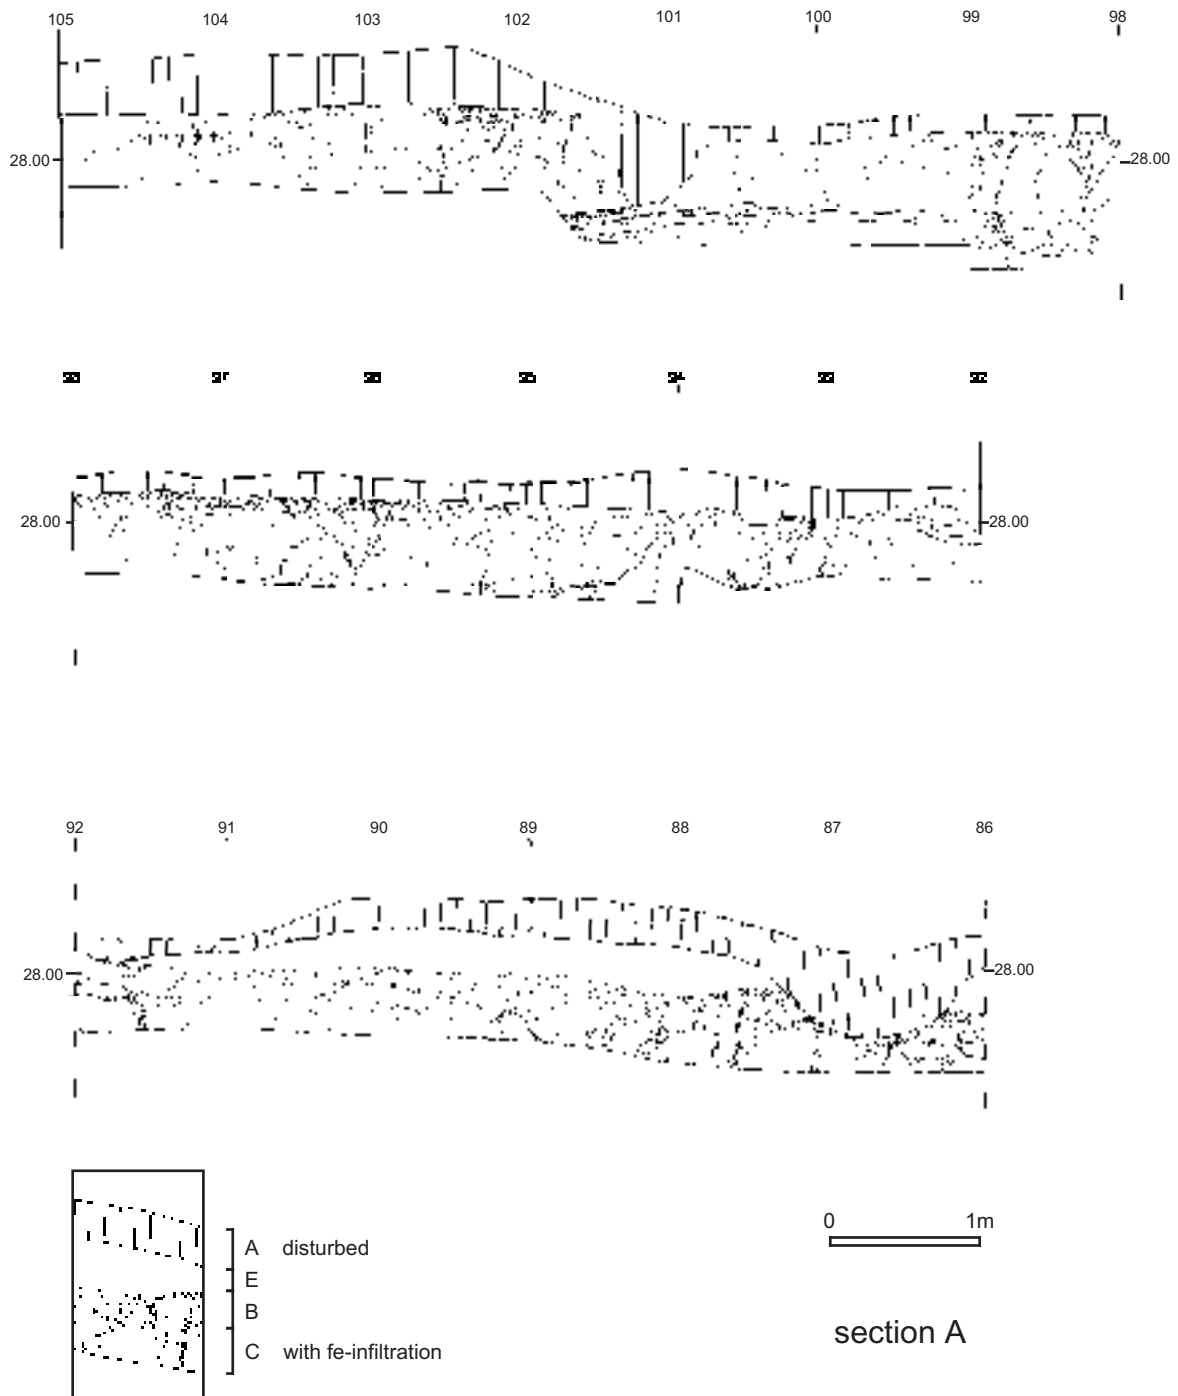 105 104 103 102 101 100 99 98
28.00 28.00
28.00 28.00
92 91 90 89 88 87 86
28.00 28.00
A disturbed
E
B
C with fe-infiltration
0 1m
section A